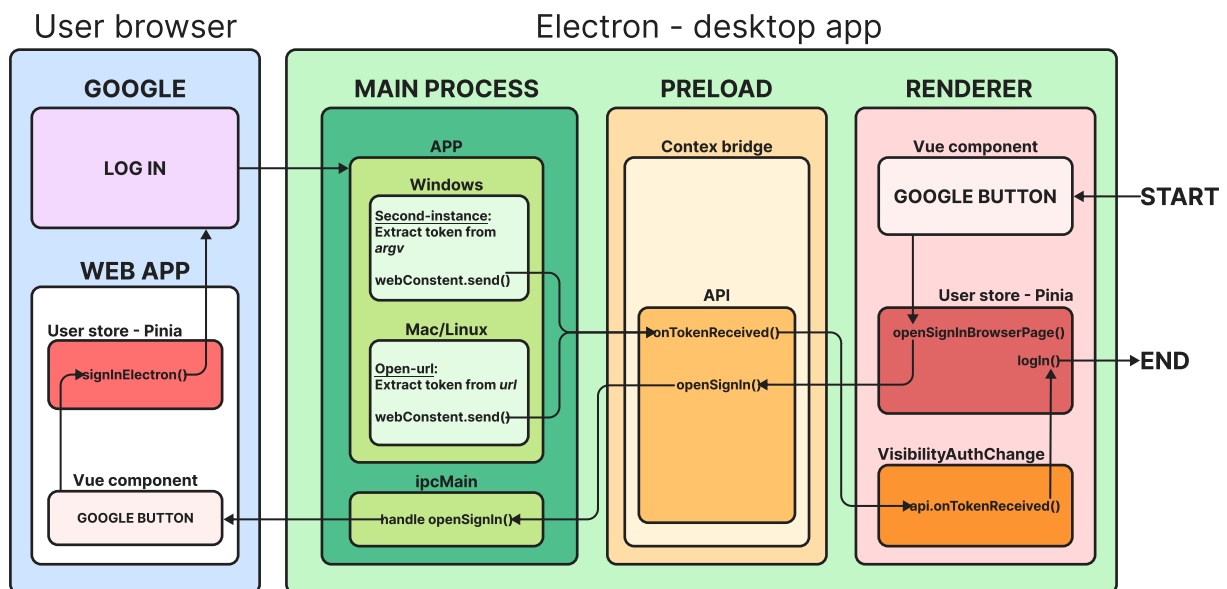 User browser
Electron - desktop app
GOOGLE
LOG IN
WEB APP
User store - Pinia
signInElectron()
Vue component
GOOGLE BUTTON
MAIN PROCESS
APP
Windows
Second-instance:
Extract token from
argv
webConstent.send()
Mac/Linux
Open-url:
Extract token from url
webConstent.send()
ipcMain
handle openSignIn()
PRELOAD
Contex bridge
API
onTokenReceived()
openSignIn()
RENDERER
Vue component
GOOGLE BUTTON
START
User store - Pinia
openSignInBrowserPage()
logIn()
END
VisibilityAuthChange
api.onTokenReceived()